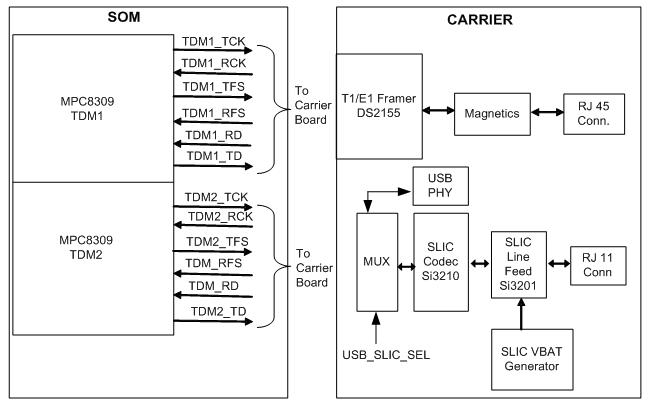 SOM
MPC8309
TDM1
TDM1_TCK
TDM1_RCK
TDM1_TFS
TDM1_RFS
TDM1_RD
TDM1_TD
To
Carrier
Board
MPC8309
TDM2
TDM2_TCK
TDM2_RCK
TDM2_TFS
TDM_RFS
TDM_RD
TDM2_TD
To
Carrier
Board
CARRIER
T1/E1 Framer
DS2155
Magnetics
RJ 45
Conn.
USB
PHY
MUX
SLIC
Codec
Si3210
SLIC
Line
Feed
Si3201
RJ 11
Conn
USB_SLIC_SEL
SLIC VBAT
Generator